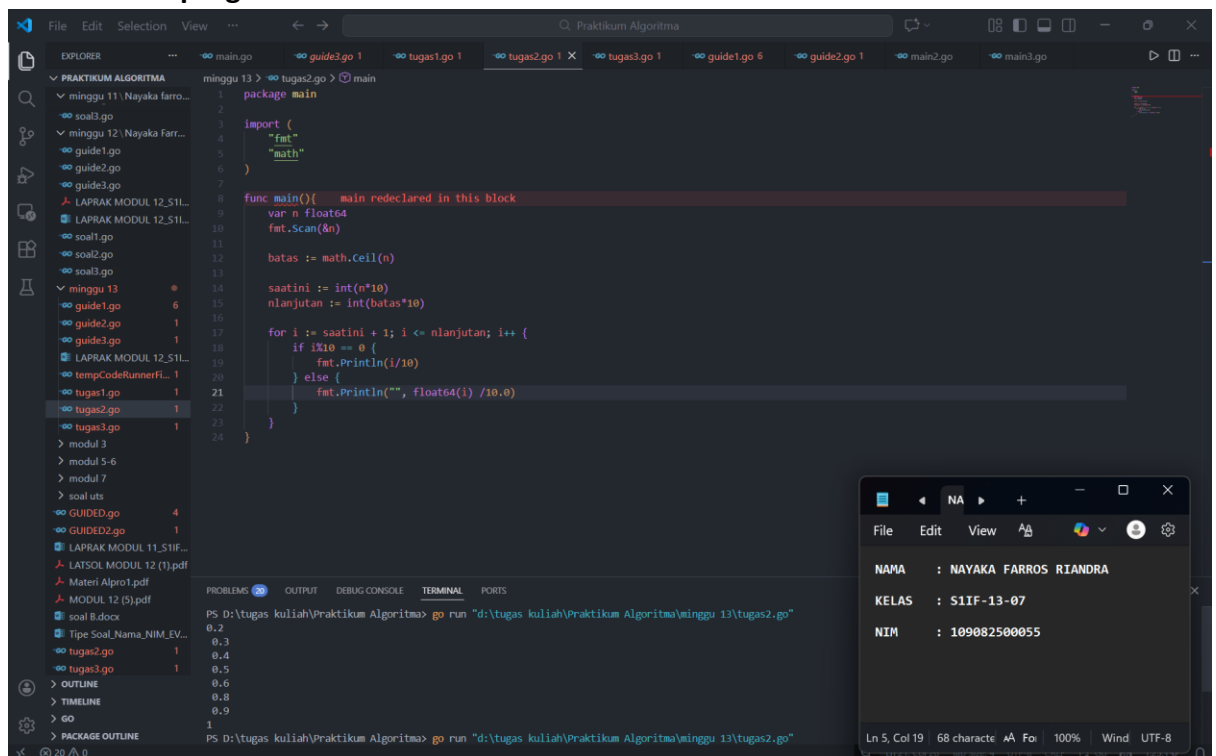 File Edit Selection View ... Praktikum Algoritma
EXPLORER ...
main.go guide3.go 1 tugas1.go 1 tugas2.go 1 tugas3.go 1 guide1.go 6 guide2.go 1 main2.go main3.go
PRAKTIKUM ALGORITMA
minggu 11 \ Nayaka farro...
soal3.go
minggu 12 \ Nayaka Farr...
guide1.go
guide2.go
guide3.go
LAPRAK MODUL 12_S1I...
LAPRAK MODUL 12_S1I...
soal1.go
soal2.go
soal3.go
minggu 13
guide1.go 6
guide2.go 1
guide3.go 1
LAPRAK MODUL 12_S1I...
tempCodeRunnerFi... 1
tugas1.go 1
tugas2.go 1
tugas3.go 1
modul 3
modul 5-6
modul 7
soal uts
GUIDED.go 4
GUIDED2.go 1
LAPRAK MODUL 11_S1IF...
LATSOL MODUL 12 (1).pdf
Materi Alpro1.pdf
MODUL 12 (5).pdf
soal B.docx
Tipe Soal_Nama_NIM_EV...
tugas2.go 1
tugas3.go 1
OUTLINE
TIMELINE
GO
PACKAGE OUTLINE
minggu 13 > tugas2.go > main
1 package main
2
3 import (
4 "fmt"
5 "math"
6 )
7
8 func main(){ main redeclared in this block
9 var n float64
10 fmt.Scan(&n)
11
12 batas := math.Ceil(n)
13
14 saatini := int(n*10)
15 nlanjutan := int(batas*10)
16
17 for i := saatini + 1; i <= nlanjutan; i++ {
18 if i%10 == 0 {
19 fmt.Println(i/10)
20 } else {
21 fmt.Println("", float64(i) /10.0)
22 }
23 }
24 }
PROBLEMS 20 OUTPUT DEBUG CONSOLE TERMINAL PORTS
PS D:\tugas kuliah\Praktikum Algoritma> go run "d:\tugas kuliah\Praktikum Algoritma\minggu 13\tugas2.go"
0.2
0.3
0.4
0.5
0.6
0.8
0.9
1
PS D:\tugas kuliah\Praktikum Algoritma> go run "d:\tugas kuliah\Praktikum Algoritma\minggu 13\tugas2.go"
20 0
NA
File Edit View
NAMA : NAYAKA FARROS RIANDRA
KELAS : S1IF-13-07
NIM : 109082500055
Ln 5, Col 19 68 characte 100% Wind UTF-8